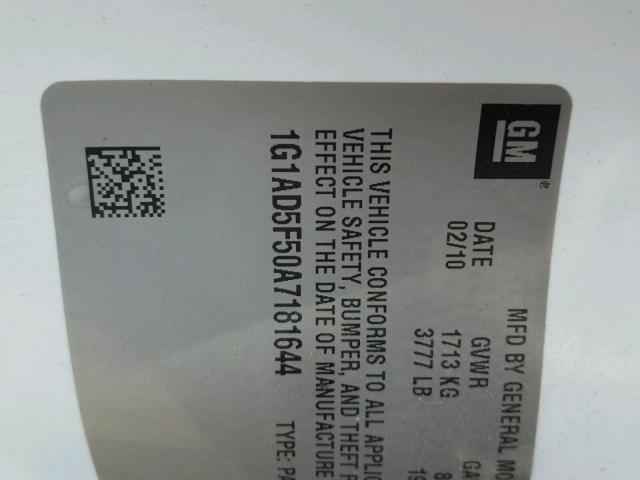 GM
MFD BY GENERAL MO
DATE GVWR GA
02/10 1713 KG 8
3777 LB 19
THIS VEHICLE CONFORMS TO ALL APPLIC
VEHICLE SAFETY, BUMPER, AND THEFT P
EFFECT ON THE DATE OF MANUFACTURE
1G1AD5F50A7181644 TYPE: PA